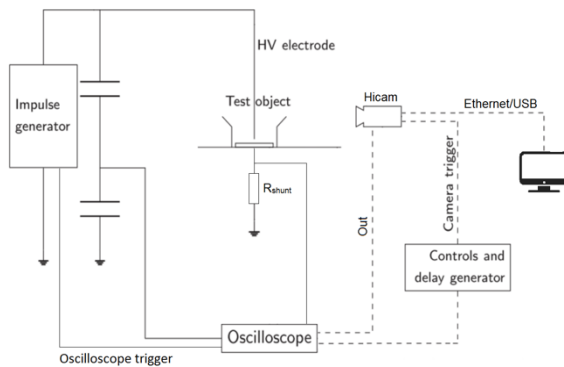 HV electrode
Impulse
generator
Test object
Hicam
Ethernet/USB
Rshunt
Out
Camera trigger
Controls and
delay generator
Oscilloscope
Oscilloscope trigger